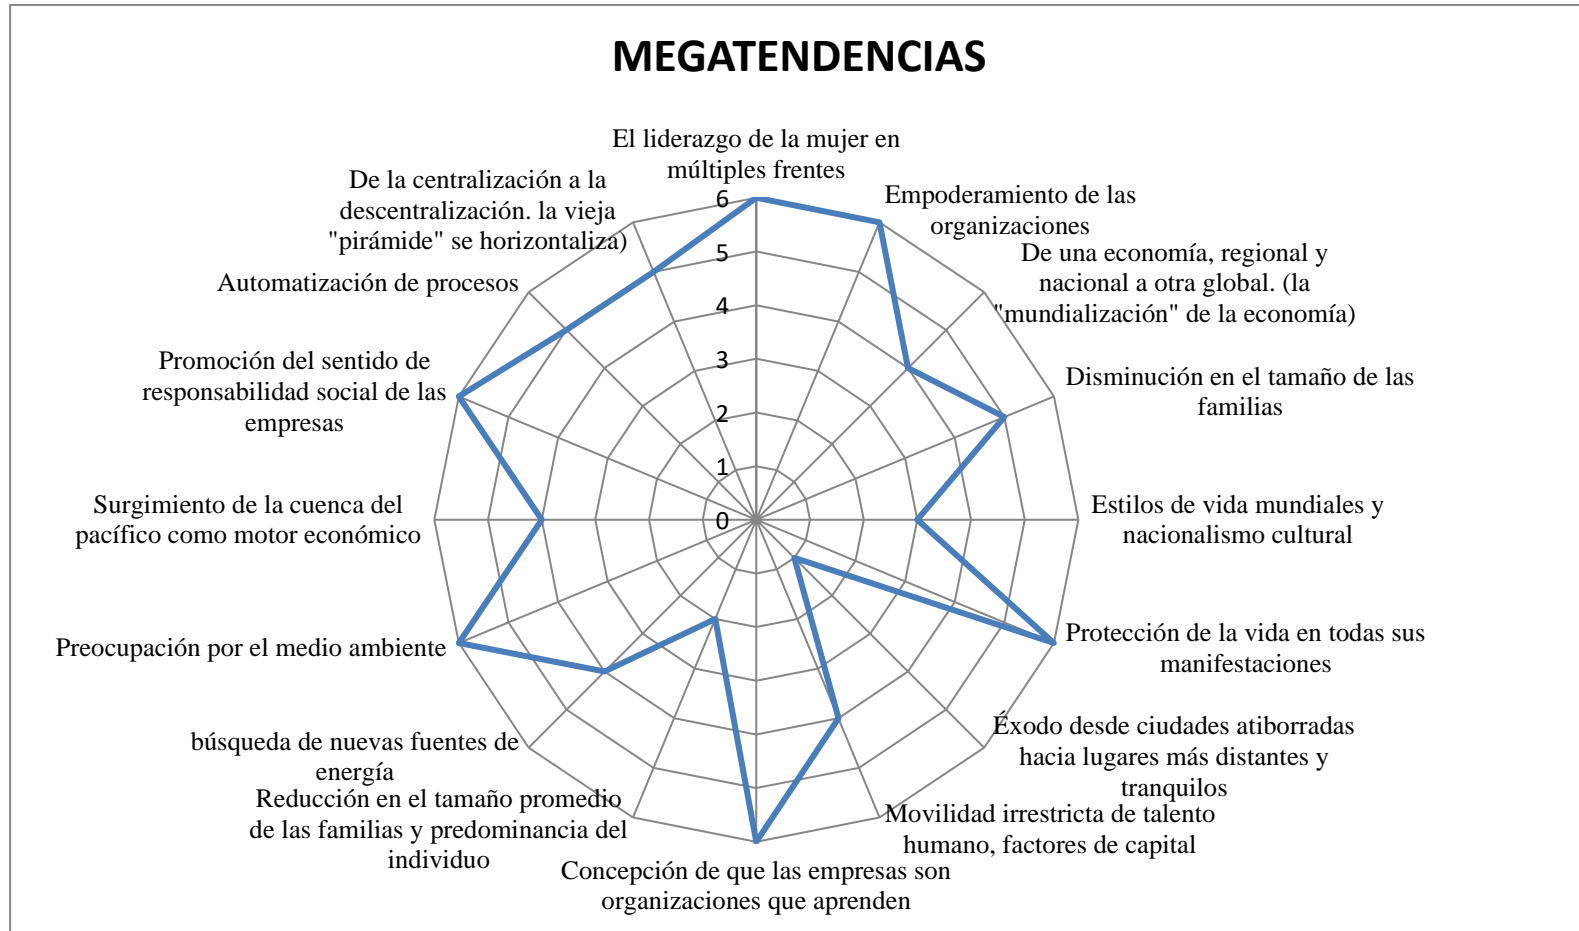 MEGATENDENCIAS
El liderazgo de la mujer en
múltiples frentes
Empoderamiento de las
organizaciones
De una economía, regional y
nacional a otra global. (la
"mundialización" de la economía)
Disminución en el tamaño de las
familias
Estilos de vida mundiales y
nacionalismo cultural
Protección de la vida en todas sus
manifestaciones
Éxodo desde ciudades atiborradas
hacia lugares más distantes y
tranquilos
Movilidad irrestricta de talento
humano, factores de capital
Concepción de que las empresas son
organizaciones que aprenden
Reducción en el tamaño promedio
de las familias y predominancia del
individuo
búsqueda de nuevas fuentes de
energía
Preocupación por el medio ambiente
Surgimiento de la cuenca del
pacífico como motor económico
Promoción del sentido de
responsabilidad social de las
empresas
Automatización de procesos
De la centralización a la
descentralización. la vieja
"pirámide" se horizontaliza)
6
5
4
3
2
1
0